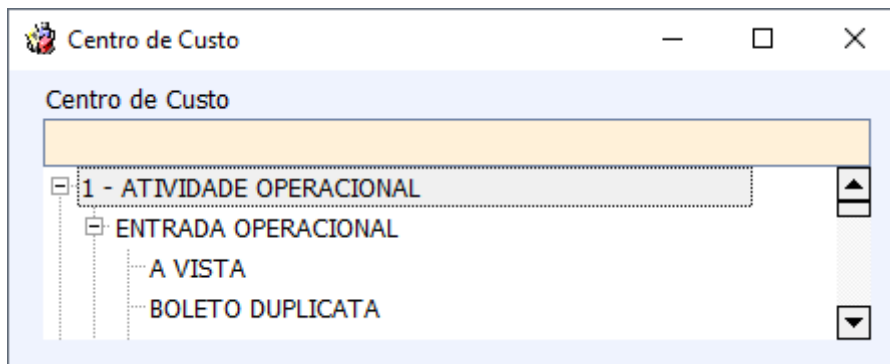 Centro de Custo
Centro de Custo
1 - ATIVIDADE OPERACIONAL
ENTRADA OPERACIONAL
A VISTA
BOLETO DUPLICATA